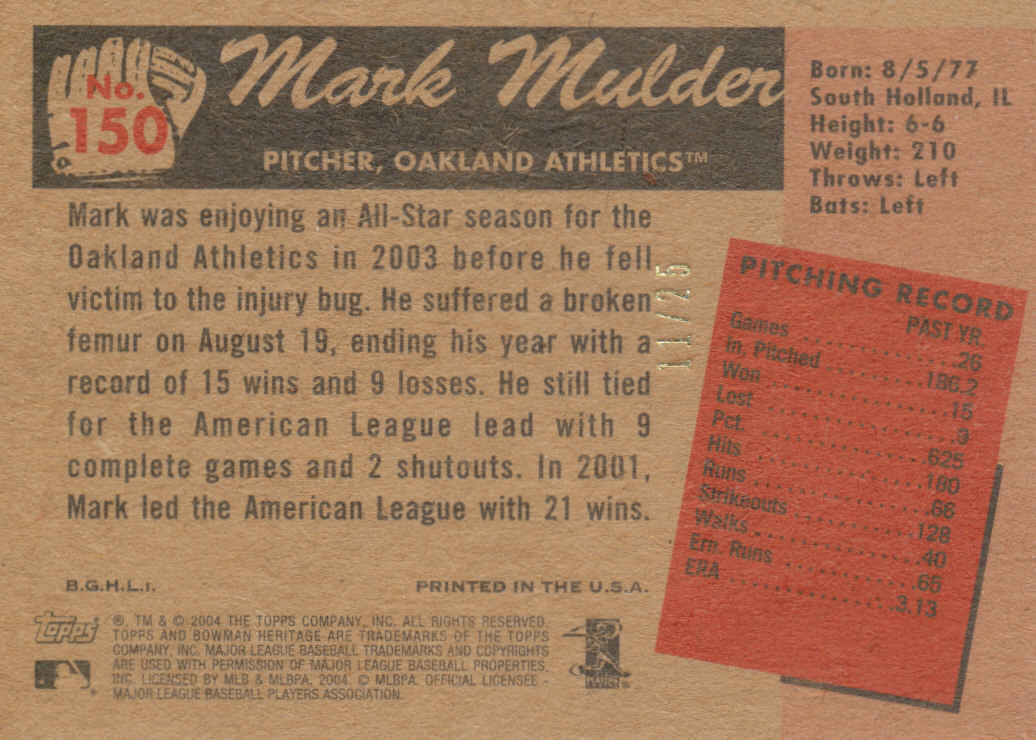 No.
150
Mark Mulder
PITCHER, OAKLAND ATHLETICS™
Born: 8/5/77
South Holland, IL
Height: 6-6
Weight: 210
Throws: Left
Bats: Left
Mark was enjoying an All-Star season for the
Oakland Athletics in 2003 before he fell
victim to the injury bug. He suffered a broken
femur on August 19, ending his year with a
record of 15 wins and 9 losses. He still tied
for the American League lead with 9
complete games and 2 shutouts. In 2001,
Mark led the American League with 21 wins.
11/25
PITCHING RECORD
PAST YR.
Games 26
In. Pitched 186.2
Won 15
Lost 9
Pct. .625
Hits 180
Runs 66
Strikeouts 128
Walks 40
Ern. Runs 65
ERA 3.13
B.G.H.L.I. PRINTED IN THE U.S.A.
Topps
®, TM & © 2004 THE TOPPS COMPANY, INC. ALL RIGHTS RESERVED.
TOPPS AND BOWMAN HERITAGE ARE TRADEMARKS OF THE TOPPS
COMPANY, INC. MAJOR LEAGUE BASEBALL TRADEMARKS AND COPYRIGHTS
ARE USED WITH PERMISSION OF MAJOR LEAGUE BASEBALL PROPERTIES,
INC. LICENSED BY MLB & MLBPA, 2004. © MLBPA. OFFICIAL LICENSEE -
MAJOR LEAGUE BASEBALL PLAYERS ASSOCIATION.